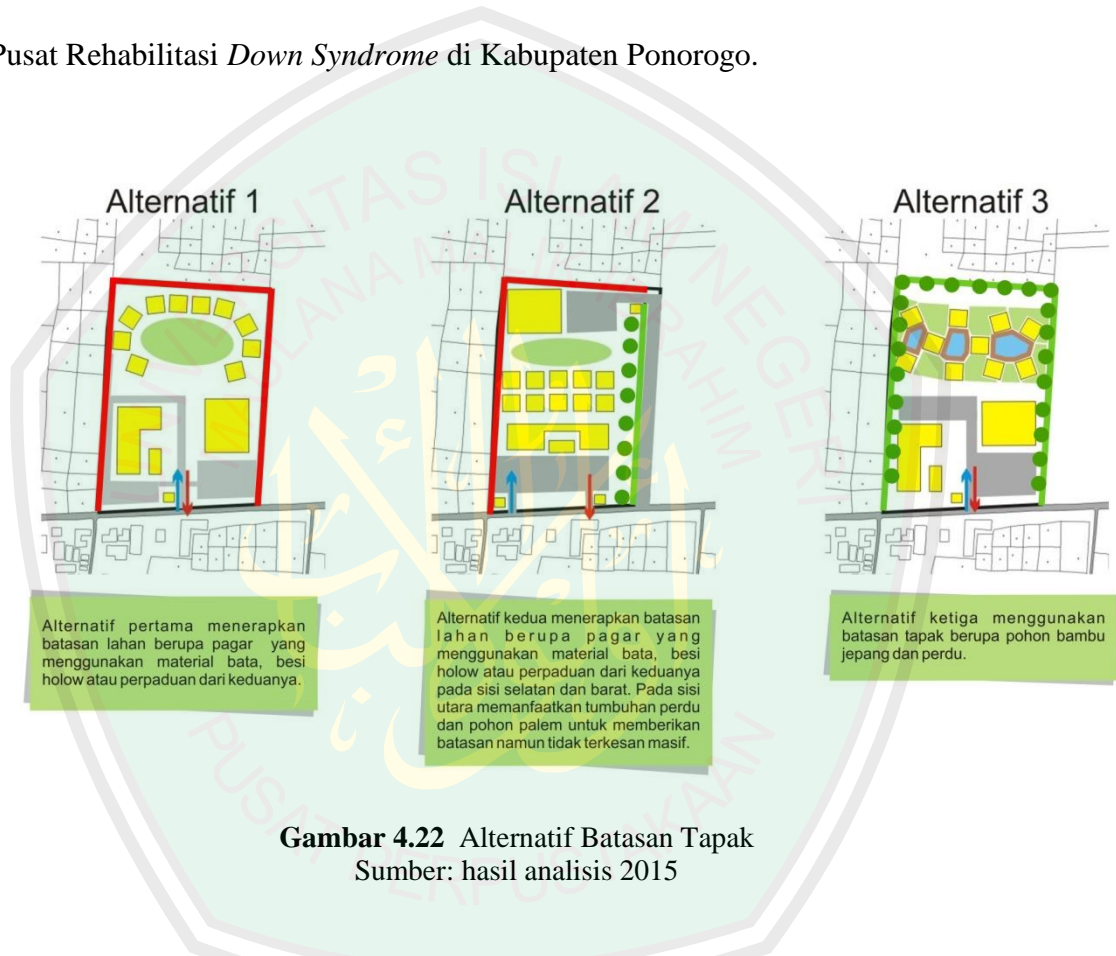 Pusat Rehabilitasi Down Syndrome di Kabupaten Ponorogo.
Alternatif 1
Alternatif 2
Alternatif 3
Alternatif pertama menerapkan
batasan lahan berupa pagar yang
menggunakan material bata, besi
holow atau perpaduan dari keduanya.
Alternatif kedua menerapkan batasan
lahan berupa pagar yang
menggunakan material bata, besi
holow atau perpaduan dari keduanya
pada sisi selatan dan barat. Pada sisi
utara memanfaatkan tumbuhan perdu
dan pohon palem untuk memberikan
batasan namun tidak terkesan masif.
Alternatif ketiga menggunakan
batasan tapak berupa pohon bambu
jepang dan perdu.
Gambar 4.22 Alternatif Batasan Tapak
Sumber: hasil analisis 2015
PUSAT PERPUSTAKAAN